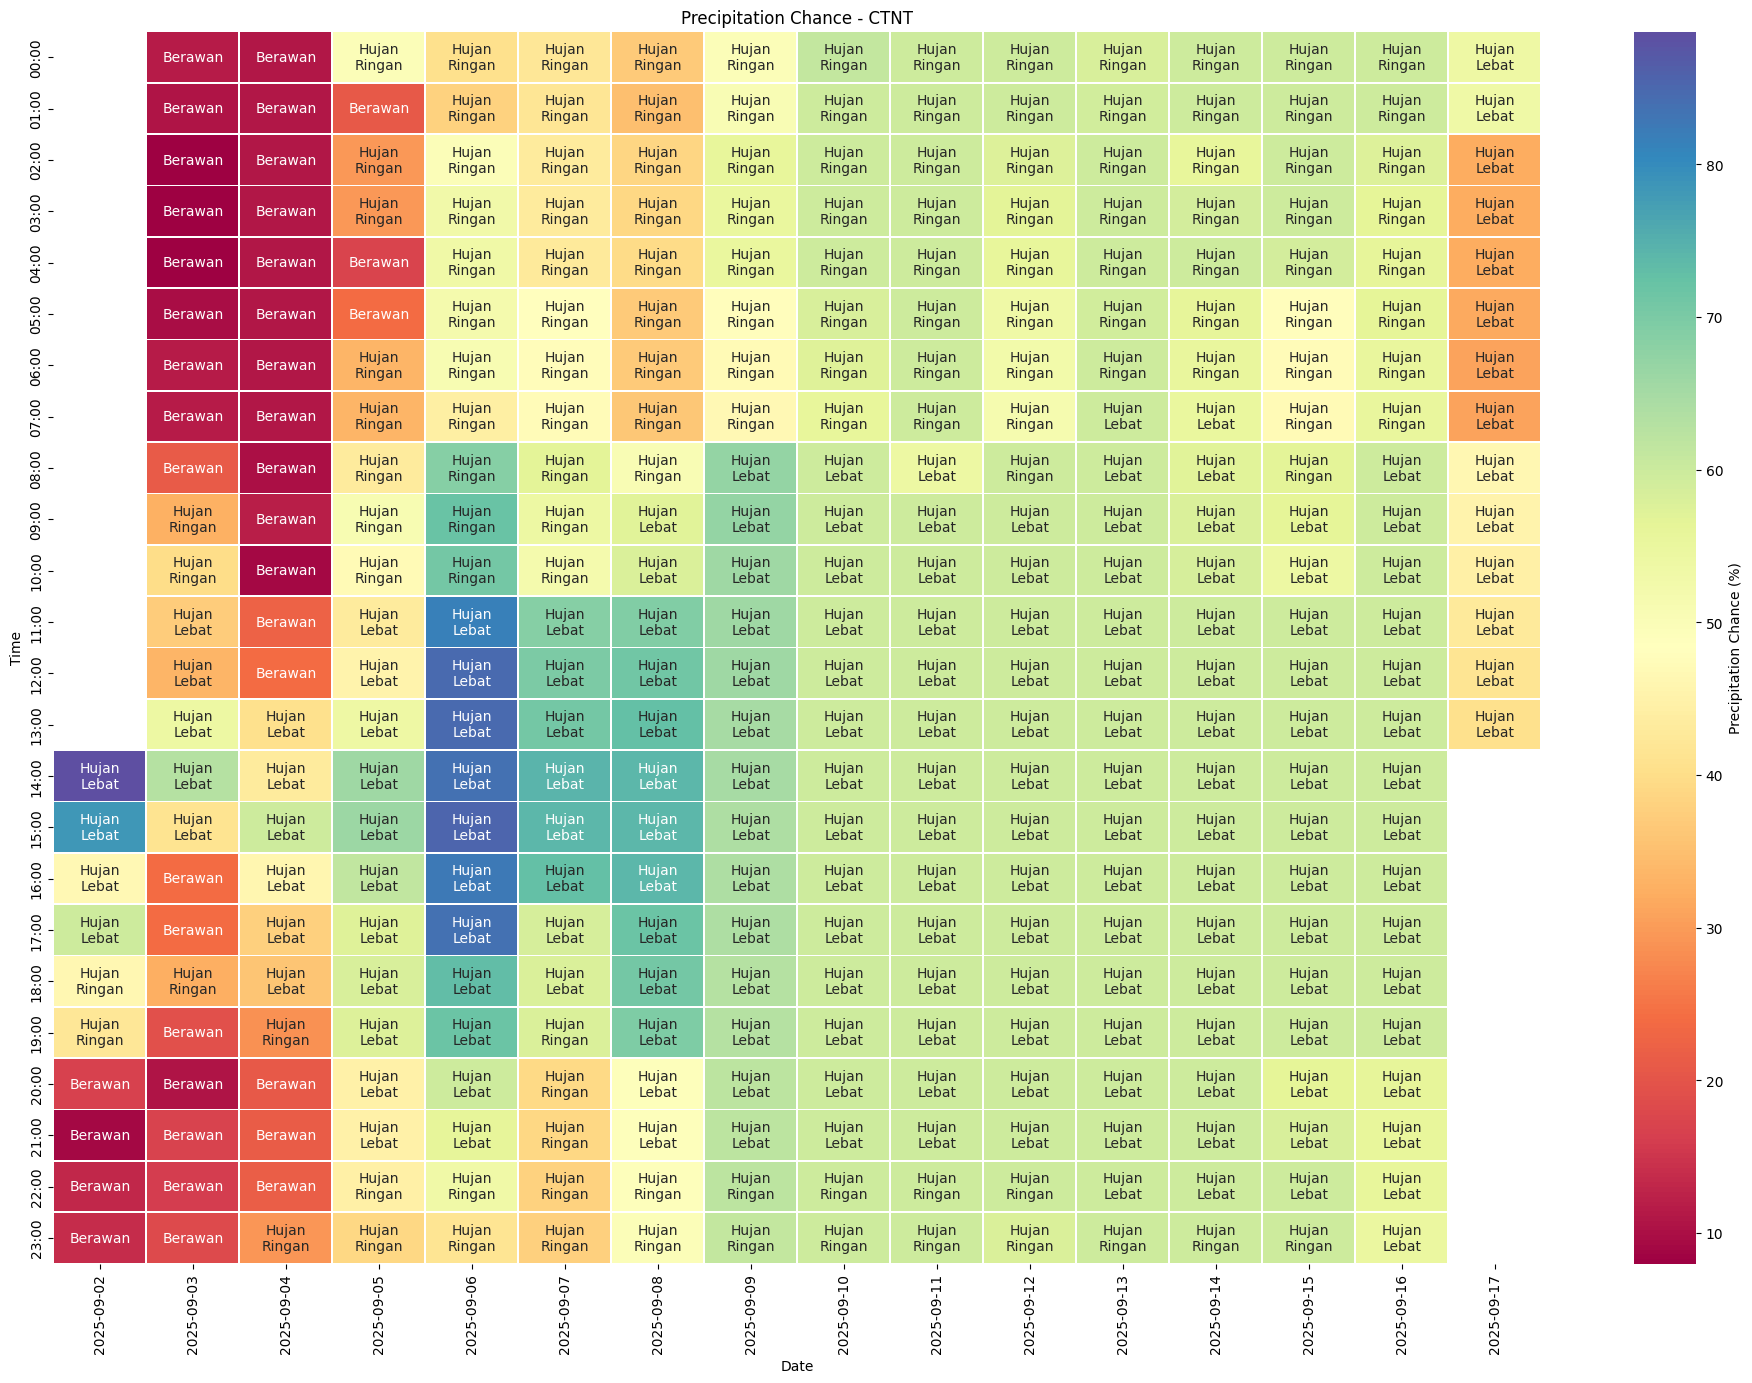 Precipitation Chance - CTNT
Hujan Hujan Hujan Hujan Hujan Hujan Hujan Hujan Hujan Hujan Hujan Hujan Hujan
00:00 Berawan Berawan
Ringan Ringan Ringan Ringan Ringan Ringan Ringan Ringan Ringan Ringan Ringan Ringan Lebat
Hujan Hujan Hujan Hujan Hujan Hujan Hujan Hujan Hujan Hujan Hujan Hujan
01:00 Berawan Berawan Berawan
Ringan Ringan Ringan Ringan Ringan Ringan Ringan Ringan Ringan Ringan Ringan Lebat
Hujan Hujan Hujan Hujan Hujan Hujan Hujan Hujan Hujan Hujan Hujan Hujan Hujan
02:00 Berawan Berawan
Ringan Ringan Ringan Ringan Ringan Ringan Ringan Ringan Ringan Ringan Ringan Ringan Lebat
Hujan Hujan Hujan Hujan Hujan Hujan Hujan Hujan Hujan Hujan Hujan Hujan Hujan
03:00 Berawan Berawan
Ringan Ringan Ringan Ringan Ringan Ringan Ringan Ringan Ringan Ringan Ringan Ringan Lebat
Hujan Hujan Hujan Hujan Hujan Hujan Hujan Hujan Hujan Hujan Hujan Hujan
04:00 Berawan Berawan Berawan
Ringan Ringan Ringan Ringan Ringan Ringan Ringan Ringan Ringan Ringan Ringan Lebat
Hujan Hujan Hujan Hujan Hujan Hujan Hujan Hujan Hujan Hujan Hujan Hujan
05:00 Berawan Berawan Berawan
Ringan Ringan Ringan Ringan Ringan Ringan Ringan Ringan Ringan Ringan Ringan Lebat
Hujan Hujan Hujan Hujan Hujan Hujan Hujan Hujan Hujan Hujan Hujan Hujan Hujan
06:00 Berawan Berawan
Ringan Ringan Ringan Ringan Ringan Ringan Ringan Ringan Ringan Ringan Ringan Ringan Lebat
Hujan Hujan Hujan Hujan Hujan Hujan Hujan Hujan Hujan Hujan Hujan Hujan Hujan
07:00 Berawan Berawan
Ringan Ringan Ringan Ringan Ringan Ringan Ringan Ringan Lebat Lebat Ringan Ringan Lebat
Hujan Hujan Hujan Hujan Hujan Hujan Hujan Hujan Hujan Hujan Hujan Hujan Hujan
08:00 Berawan Berawan
Ringan Ringan Ringan Ringan Lebat Lebat Lebat Ringan Lebat Lebat Ringan Lebat Lebat
Hujan Hujan Hujan Hujan Hujan Hujan Hujan Hujan Hujan Hujan Hujan Hujan Hujan Hujan
09:00 Berawan
Ringan Ringan Ringan Ringan Lebat Lebat Lebat Lebat Lebat Lebat Lebat Lebat Lebat Lebat
Hujan Hujan Hujan Hujan Hujan Hujan Hujan Hujan Hujan Hujan Hujan Hujan Hujan Hujan
10:00 Berawan
Ringan Ringan Ringan Ringan Lebat Lebat Lebat Lebat Lebat Lebat Lebat Lebat Lebat Lebat
Hujan Hujan Hujan Hujan Hujan Hujan Hujan Hujan Hujan Hujan Hujan Hujan Hujan Hujan
11:00 Berawan
Lebat Lebat Lebat Lebat Lebat Lebat Lebat Lebat Lebat Lebat Lebat Lebat Lebat Lebat
Hujan Hujan Hujan Hujan Hujan Hujan Hujan Hujan Hujan Hujan Hujan Hujan Hujan Hujan
12:00 Berawan
Lebat Lebat Lebat Lebat Lebat Lebat Lebat Lebat Lebat Lebat Lebat Lebat Lebat Lebat
Hujan Hujan Hujan Hujan Hujan Hujan Hujan Hujan Hujan Hujan Hujan Hujan Hujan Hujan Hujan
13:00
Lebat Lebat Lebat Lebat Lebat Lebat Lebat Lebat Lebat Lebat Lebat Lebat Lebat Lebat Lebat
Hujan Hujan Hujan Hujan Hujan Hujan Hujan Hujan Hujan Hujan Hujan Hujan Hujan Hujan Hujan
14:00
Lebat Lebat Lebat Lebat Lebat Lebat Lebat Lebat Lebat Lebat Lebat Lebat Lebat Lebat Lebat
Hujan Hujan Hujan Hujan Hujan Hujan Hujan Hujan Hujan Hujan Hujan Hujan Hujan Hujan Hujan
15:00
Lebat Lebat Lebat Lebat Lebat Lebat Lebat Lebat Lebat Lebat Lebat Lebat Lebat Lebat Lebat
Hujan Hujan Hujan Hujan Hujan Hujan Hujan Hujan Hujan Hujan Hujan Hujan Hujan Hujan
16:00 Berawan
Lebat Lebat Lebat Lebat Lebat Lebat Lebat Lebat Lebat Lebat Lebat Lebat Lebat Lebat
Hujan Hujan Hujan Hujan Hujan Hujan Hujan Hujan Hujan Hujan Hujan Hujan Hujan Hujan
17:00 Berawan
Lebat Lebat Lebat Lebat Lebat Lebat Lebat Lebat Lebat Lebat Lebat Lebat Lebat Lebat
Hujan Hujan Hujan Hujan Hujan Hujan Hujan Hujan Hujan Hujan Hujan Hujan Hujan Hujan Hujan
18:00
Ringan Ringan Lebat Lebat Lebat Lebat Lebat Lebat Lebat Lebat Lebat Lebat Lebat Lebat Lebat
Hujan Hujan Hujan Hujan Hujan Hujan Hujan Hujan Hujan Hujan Hujan Hujan Hujan Hujan
19:00 Berawan
Ringan Ringan Lebat Lebat Ringan Lebat Lebat Lebat Lebat Lebat Lebat Lebat Lebat Lebat
Hujan Hujan Hujan Hujan Hujan Hujan Hujan Hujan Hujan Hujan Hujan Hujan
20:00 Berawan Berawan Berawan
Lebat Lebat Ringan Lebat Lebat Lebat Lebat Lebat Lebat Lebat Lebat Lebat
Hujan Hujan Hujan Hujan Hujan Hujan Hujan Hujan Hujan Hujan Hujan Hujan
21:00 Berawan Berawan Berawan
Lebat Lebat Ringan Lebat Lebat Lebat Lebat Lebat Lebat Lebat Lebat Lebat
Hujan Hujan Hujan Hujan Hujan Hujan Hujan Hujan Hujan Hujan Hujan Hujan
22:00 Berawan Berawan Berawan
Ringan Ringan Ringan Ringan Ringan Ringan Ringan Ringan Lebat Lebat Lebat Lebat
Hujan Hujan Hujan Hujan Hujan Hujan Hujan Hujan Hujan Hujan Hujan Hujan Hujan
23:00 Berawan Berawan
Ringan Ringan Ringan Ringan Ringan Ringan Ringan Ringan Ringan Ringan Ringan Ringan Lebat
Time
2025-09-02 2025-09-03 2025-09-04 2025-09-05 2025-09-06 2025-09-07 2025-09-08 2025-09-09 2025-09-10 2025-09-11 2025-09-12 2025-09-13 2025-09-14 2025-09-15 2025-09-16 2025-09-17
Date
80
70
60
50
40
30
20
10
Precipitation Chance (%)